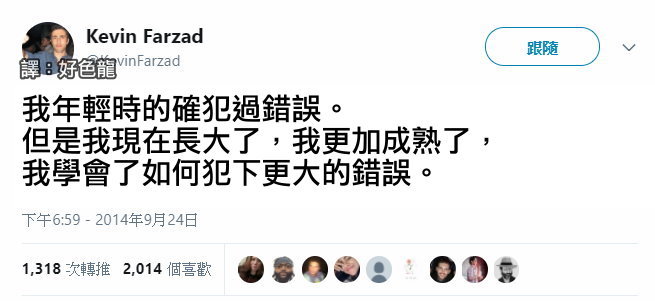 Kevin Farzad
@KevinFarzad
跟隨
譯：好色龍
我年輕時的確犯過錯誤。
但是我現在長大了，我更加成熟了，
我學會了如何犯下更大的錯誤。
下午6:59 - 2014年9月24日
1,318 次轉推 2,014 個喜歡